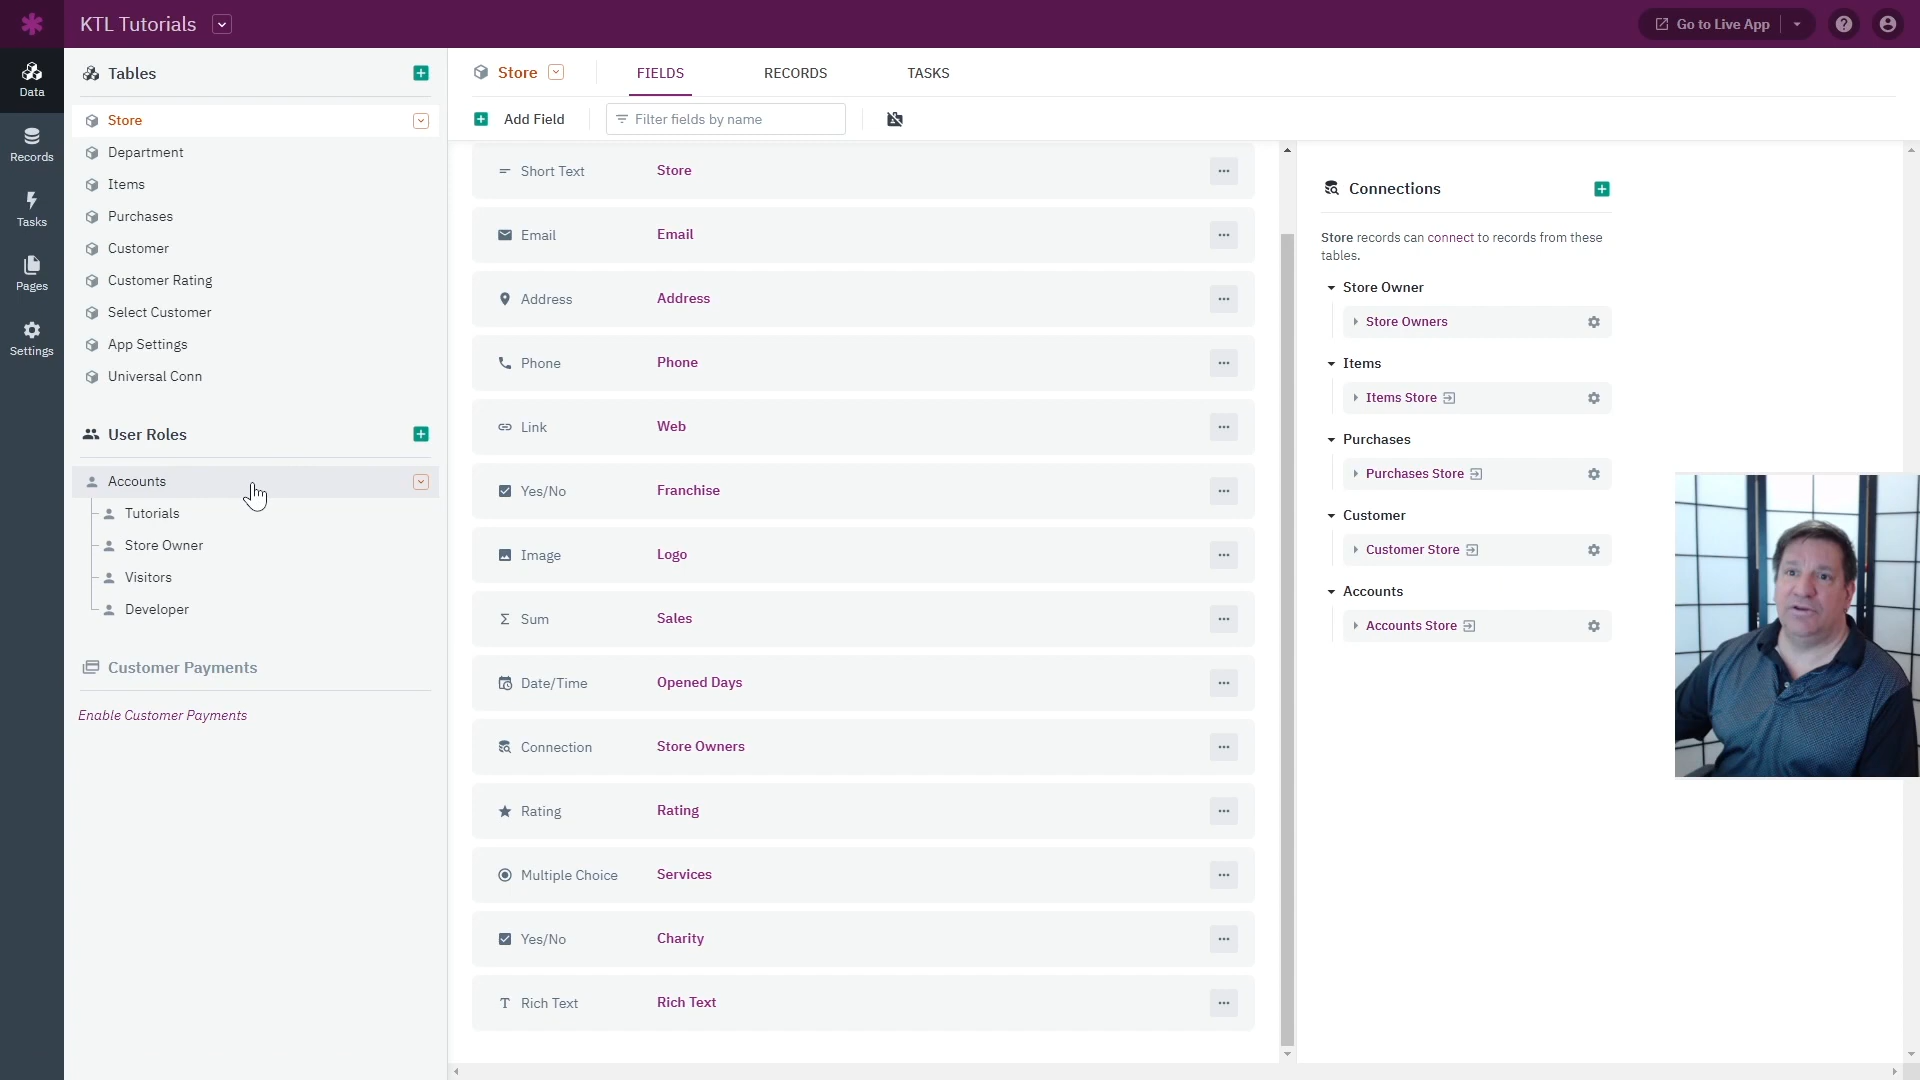 KTL Tutorials
Go to Live App
Data
Records
Tasks
Pages
Settings
Tables
Store
Department
Items
Purchases
Customer
Customer Rating
Select Customer
App Settings
Universal Conn
User Roles
Accounts
Tutorials
Store Owner
Visitors
Developer
Customer Payments
Enable Customer Payments
Store
FIELDS
RECORDS
TASKS
Add Field
Filter fields by name
Short Text Store
Email Email
Address Address
Phone Phone
Link Web
Yes/No Franchise
Image Logo
Sum Sales
Date/Time Opened Days
Connection Store Owners
Rating Rating
Multiple Choice Services
Yes/No Charity
Rich Text Rich Text
Connections
Store records can connect to records from these
tables.
Store Owner
Store Owners
Items
Items Store
Purchases
Purchases Store
Customer
Customer Store
Accounts
Accounts Store